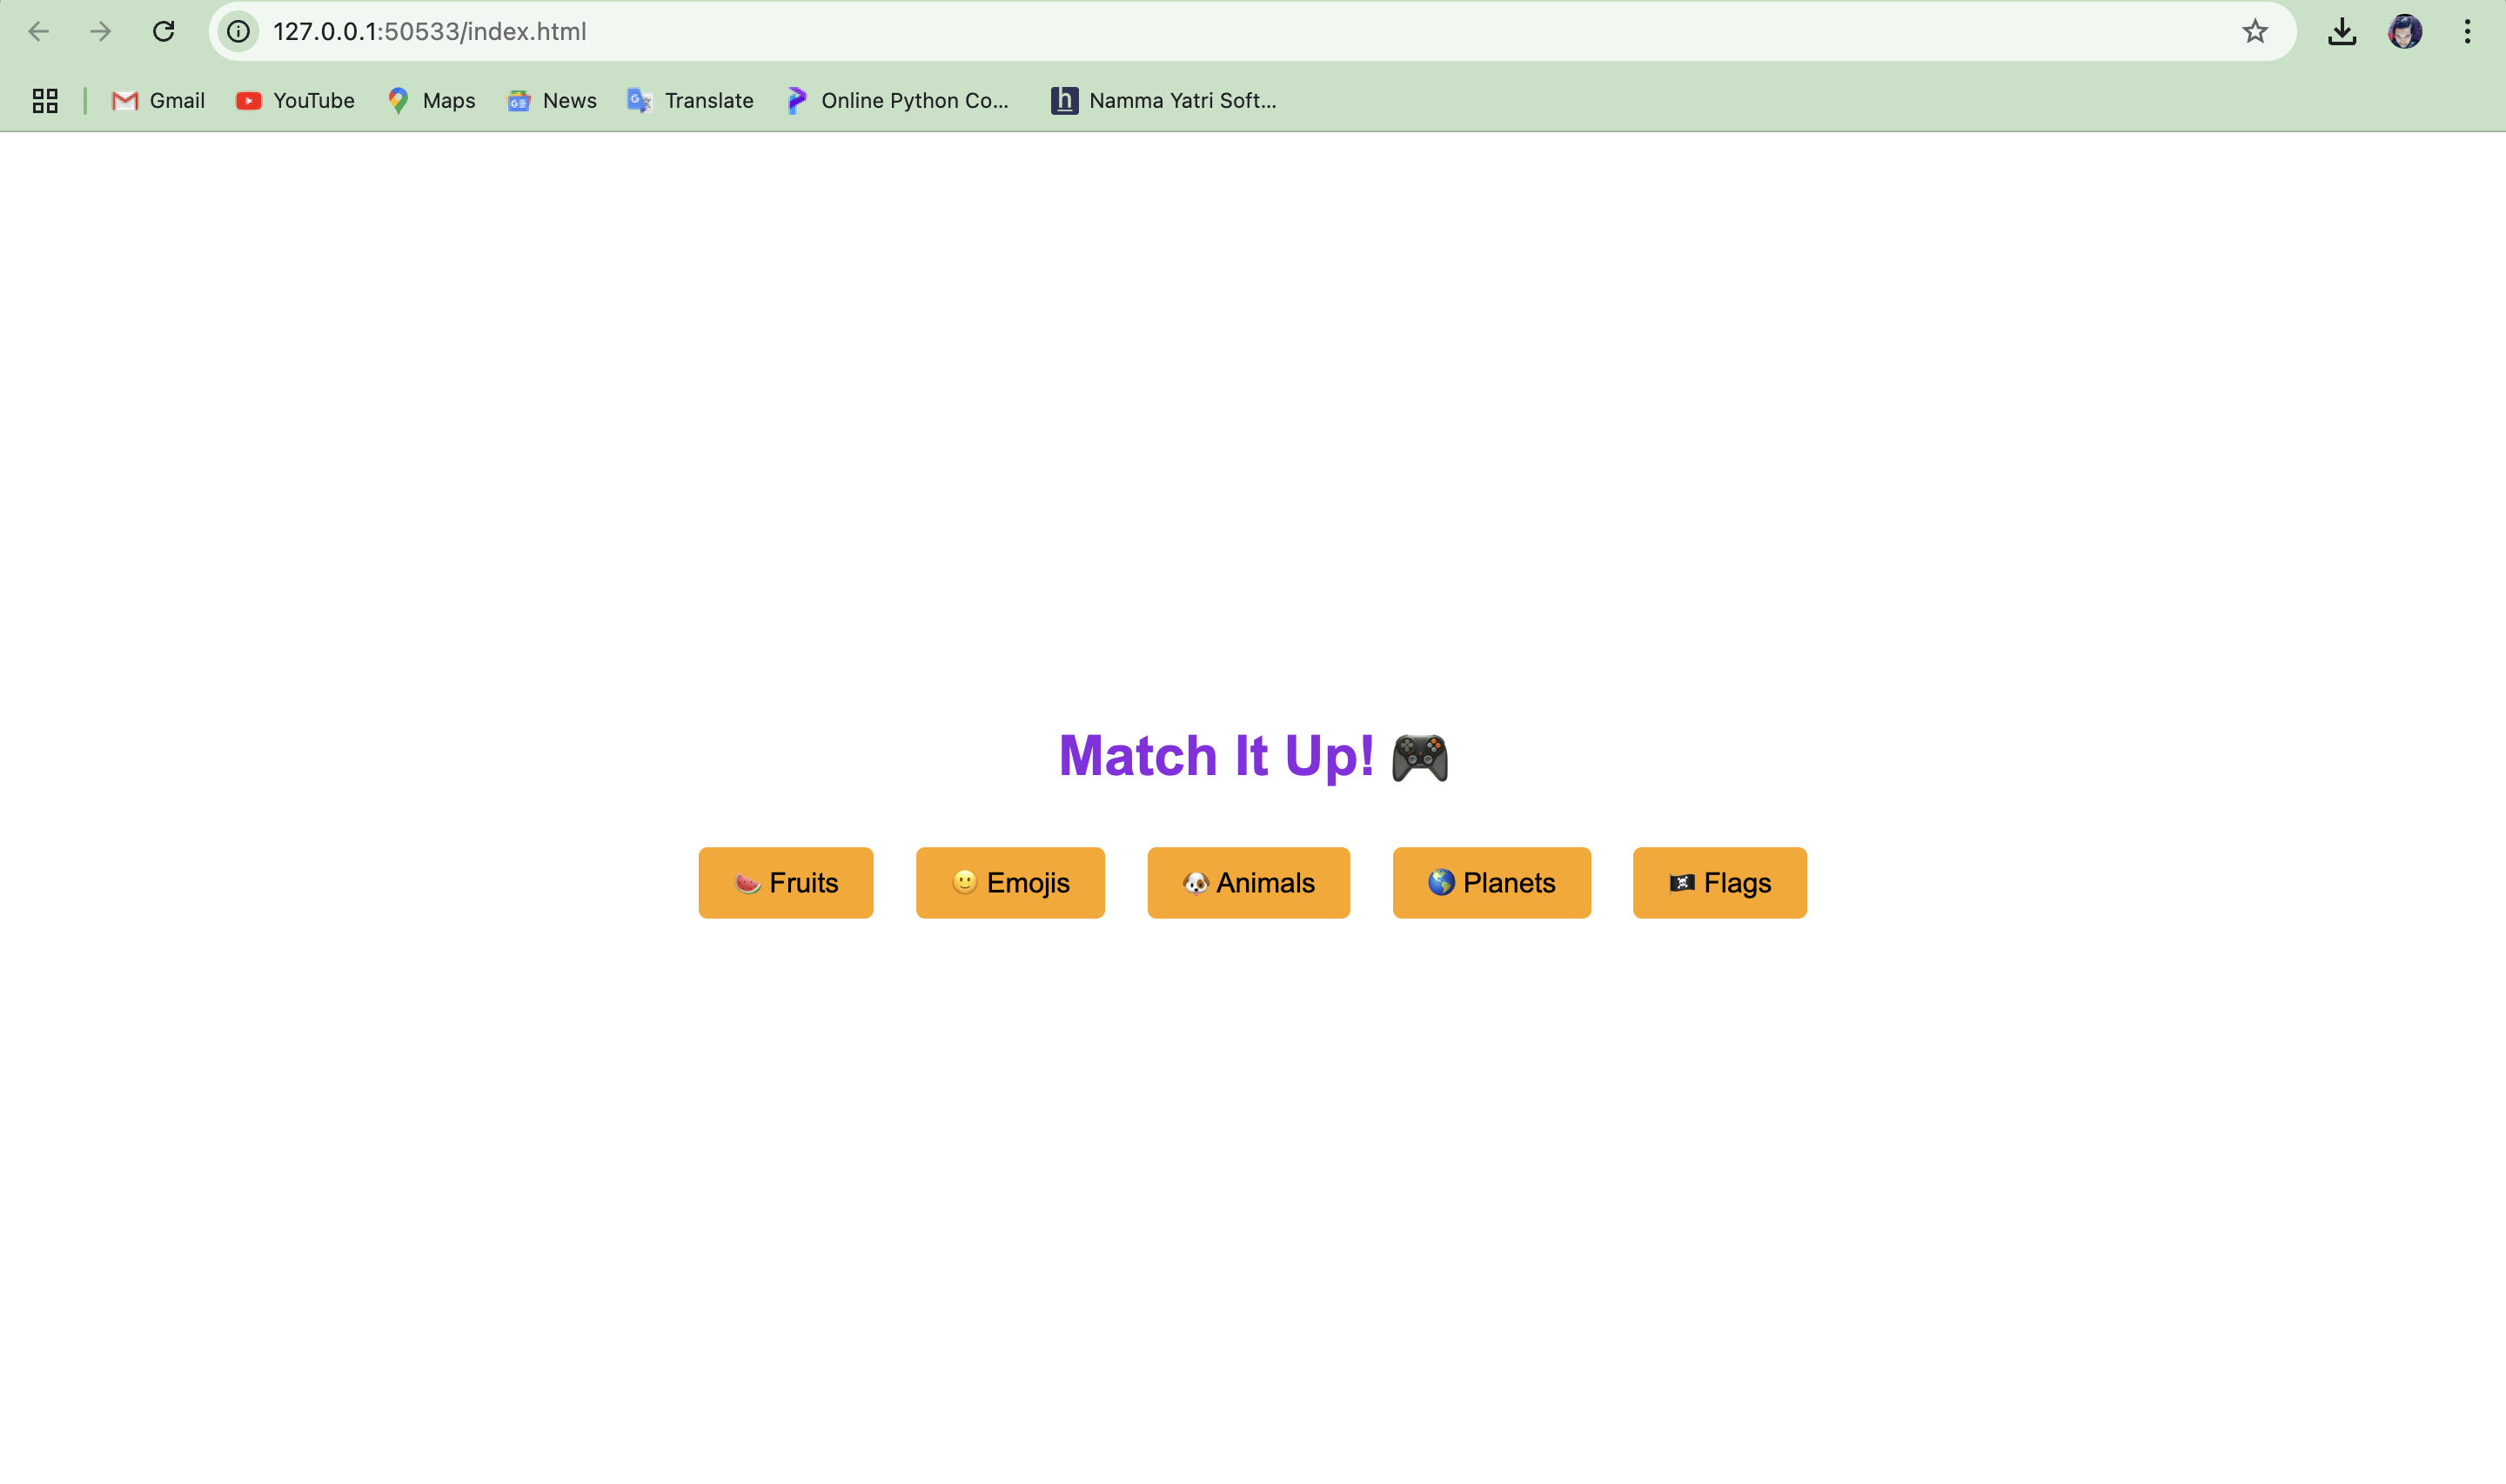 127.0.0.1:50533/index.html
Gmail YouTube Maps News Translate Online Python Co... Namma Yatri Soft...
Match It Up! 🎮
🍉 Fruits 🙂 Emojis 🐶 Animals 🌎 Planets 🏴‍☠️ Flags